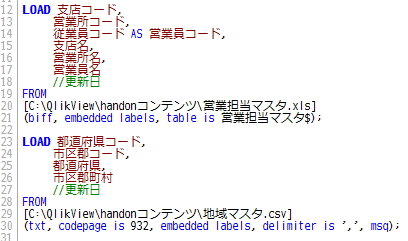 12 LOAD 支店コード,
13 営業所コード,
14 従業員コード AS 営業員コード,
15 支店名,
16 営業所名,
17 営業員名
18 //更新日
19 FROM
20 [C:\QlikView\handonコンテンツ\営業担当マスタ.xls]
21 (biff, embedded labels, table is 営業担当マスタ$);
22
23 LOAD 都道府県コード,
24 市区郡コード,
25 都道府県,
26 市区郡町村
27 //更新日
28 FROM
29 [C:\QlikView\handonコンテンツ\地域マスタ.csv]
30 (txt, codepage is 932, embedded labels, delimiter is ',', msq);
31